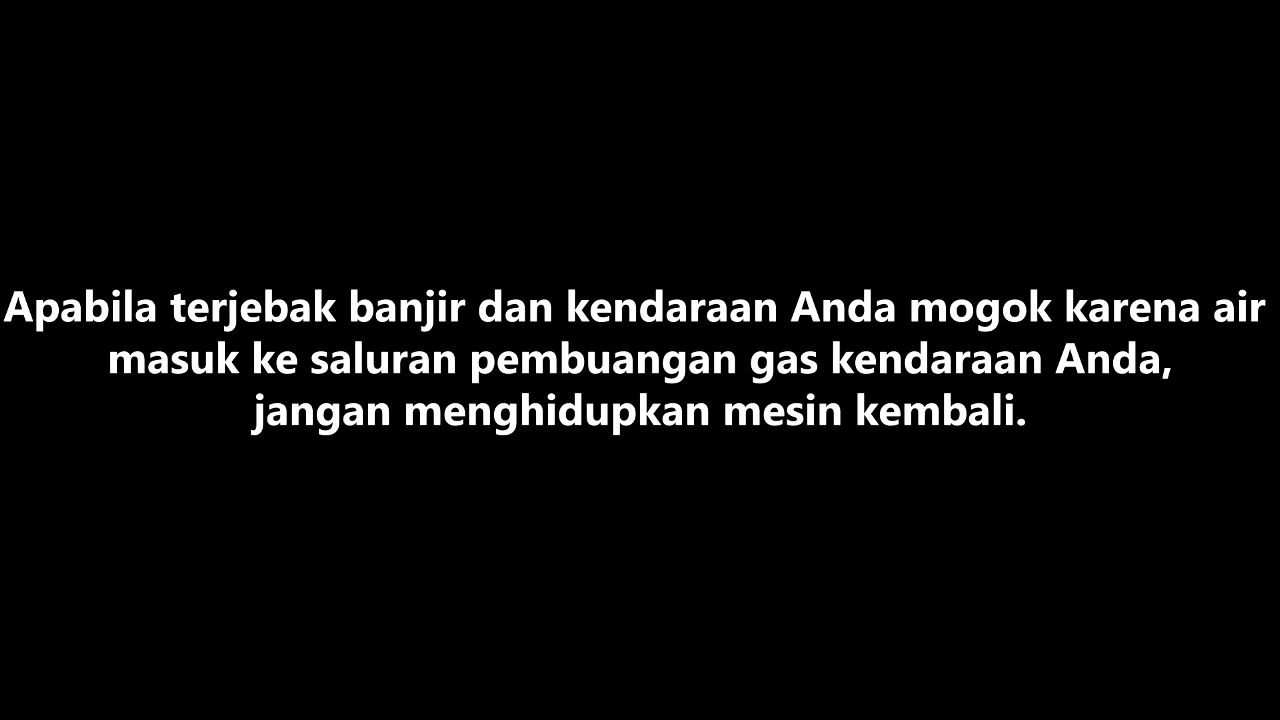 Apabila terjebak banjir dan kendaraan Anda mogok karena air
masuk ke saluran pembuangan gas kendaraan Anda,
jangan menghidupkan mesin kembali.